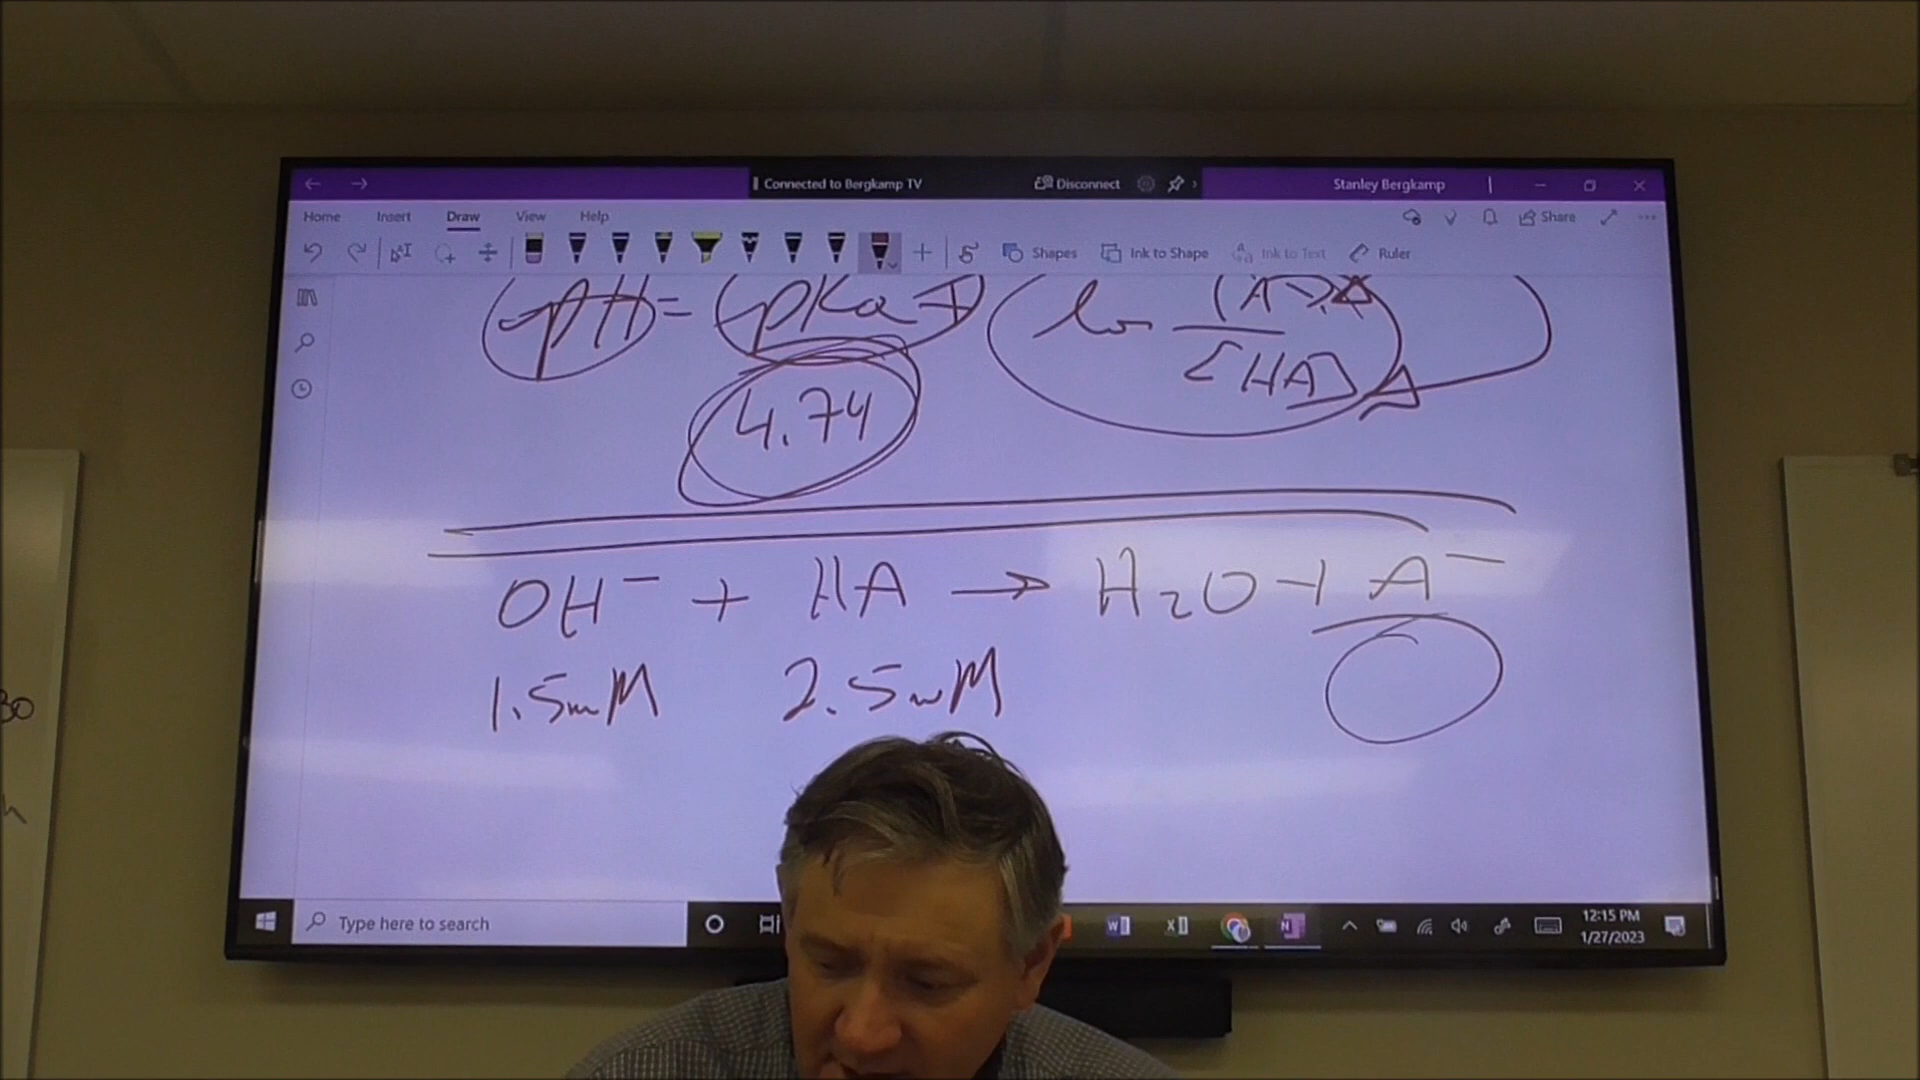 Connected to Bergkamp TV Disconnect Stanley Bergkamp
Home Insert Draw View Help Share
Shapes Ink to Shape Ink to Text Ruler
pH = pKa + log [A-]
[HA]
4.74
OH⁻ + HA → H₂O + A⁻
1.5mM 2.5mM
Type here to search
12:15 PM
1/27/2023